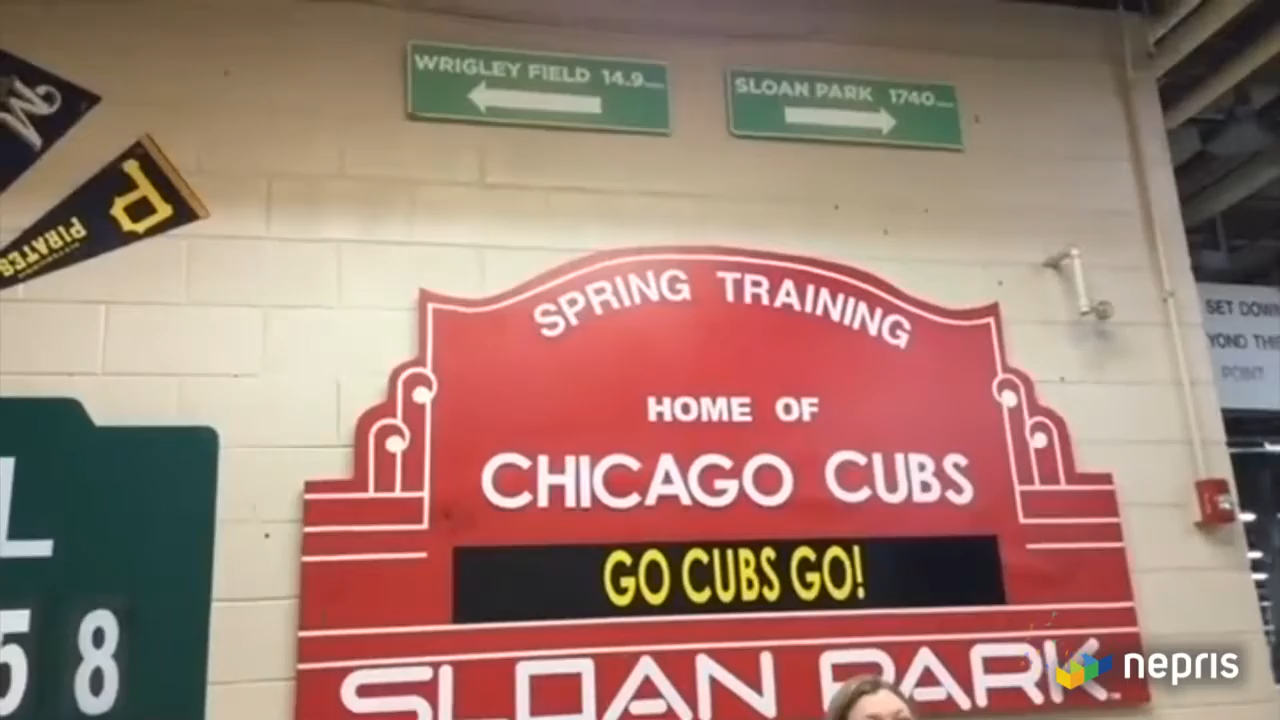 WRIGLEY FIELD 14.9
SLOAN PARK 1740
M
P
PIRATES
SPRING TRAINING
HOME OF
CHICAGO CUBS
GO CUBS GO!
SLOAN PARK
SET DOWN
YOND THI
POINT
L
58
nepris